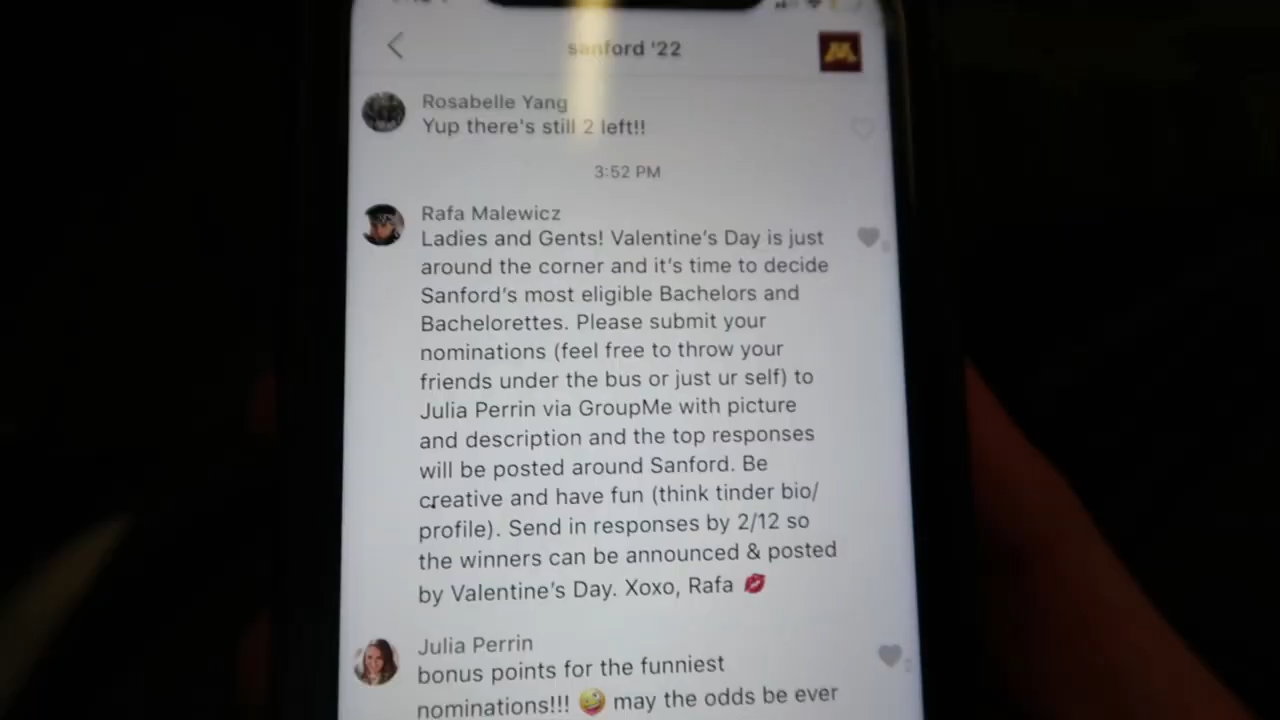 sanford '22
Rosabelle Yang
Yup there's still 2 left!!
3:52 PM
Rafa Malewicz
Ladies and Gents! Valentine's Day is just
around the corner and it's time to decide
Sanford's most eligible Bachelors and
Bachelorettes. Please submit your
nominations (feel free to throw your
friends under the bus or just ur self) to
Julia Perrin via GroupMe with picture
and description and the top responses
will be posted around Sanford. Be
creative and have fun (think tinder bio/
profile). Send in responses by 2/12 so
the winners can be announced & posted
by Valentine's Day. Xoxo, Rafa 💋
Julia Perrin
bonus points for the funniest
nominations!!! 🤪 may the odds be ever